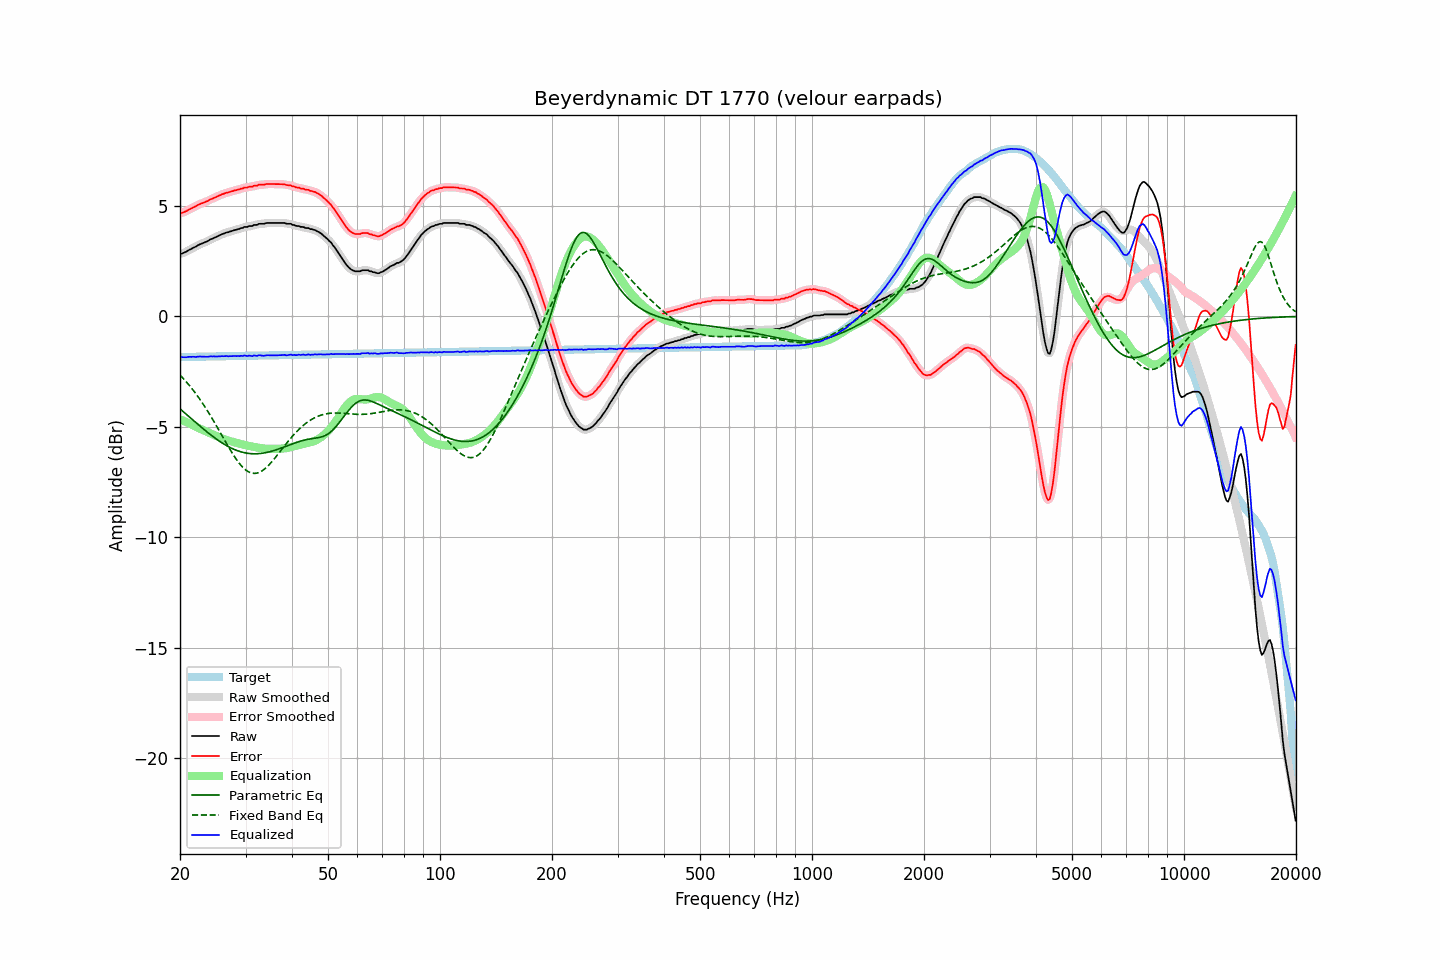 Beyerdynamic DT 1770 (velour earpads)
5
0
−5
−10
−15
−20
Amplitude (dBr)
Target
Raw Smoothed
Error Smoothed
Raw
Error
Equalization
Parametric Eq
Fixed Band Eq
Equalized
20 50 100 200 500 1000 2000 5000 10000 20000
Frequency (Hz)